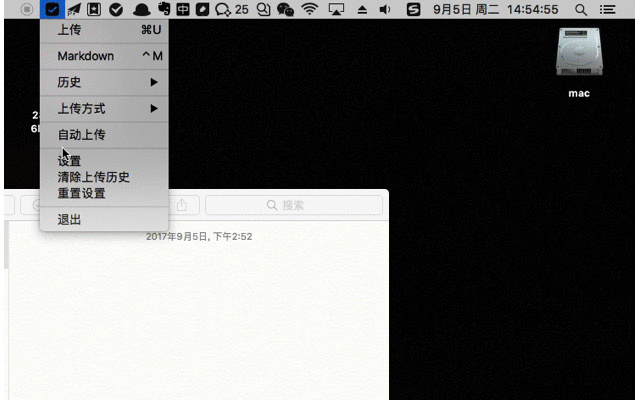 25
9月5日 周二 14:54:55
上传 ⌘U
Markdown ^M
历史
上传方式
自动上传
设置
清除上传历史
重置设置
退出
mac
搜索
2017年9月5日, 下午2:52